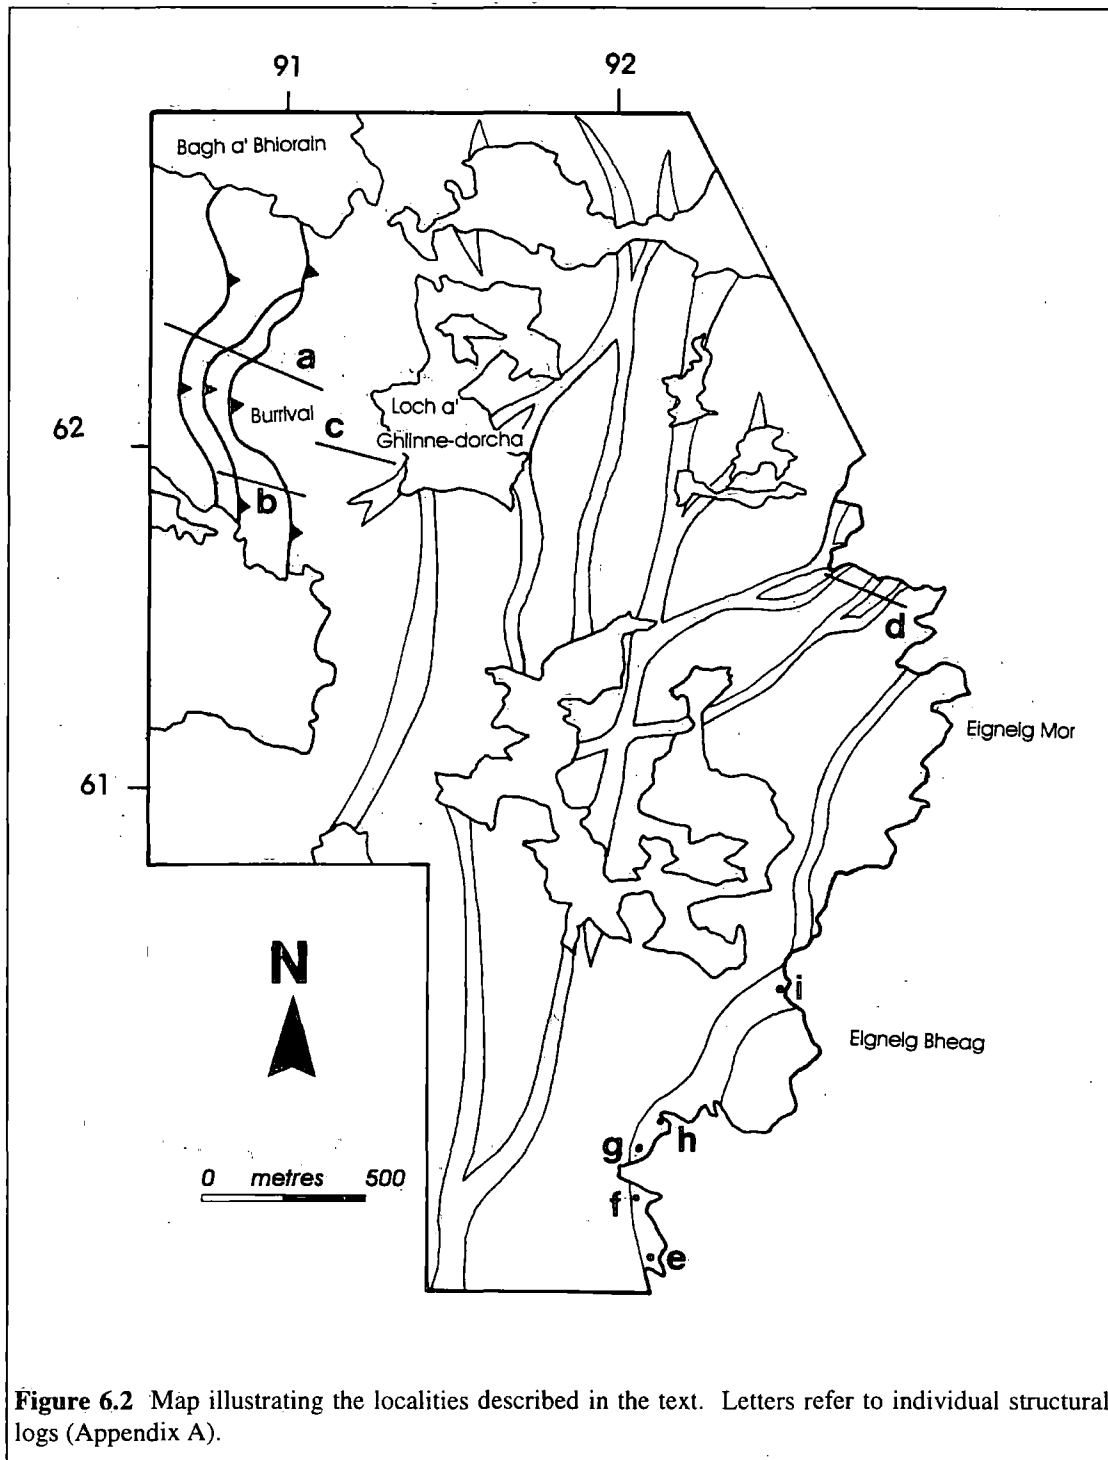 91 92
Bagh a' Bhiorain
a
Burrival
Loch a'
62
c
Ghlinne-dorcha
b
d
Eigneig Mor
61
N
i
Eigneig Bheag
g h
0 metres 500
f
e
Figure 6.2 Map illustrating the localities described in the text. Letters refer to individual structural
logs (Appendix A).